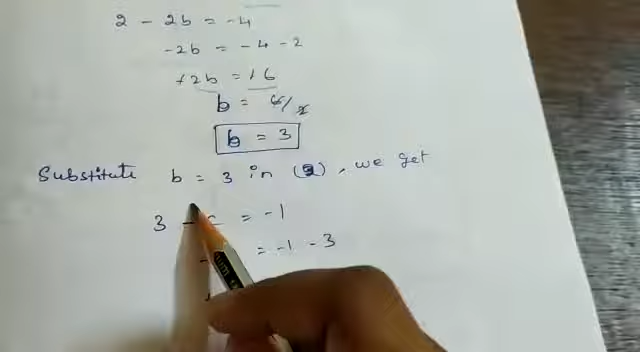 2 - 2b = -4
-2b = -4 - 2
+2b = +6
b = 6/2
b = 3
Substitute b = 3 in (2), we get
3 - c = -1
- = -1 - 3